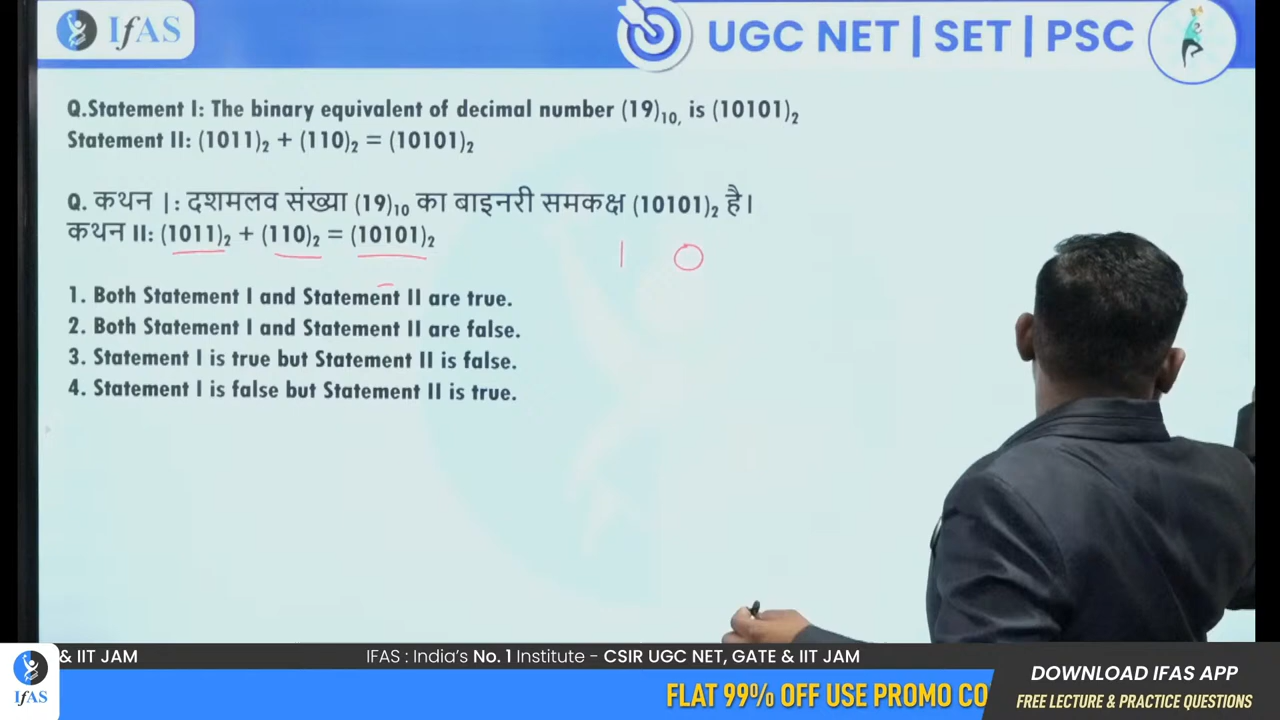 IfAS
UGC NET | SET | PSC
Q.Statement I: The binary equivalent of decimal number (19)₁₀, is (10101)₂
Statement II: (1011)₂ + (110)₂ = (10101)₂
Q. कथन I: दशमलव संख्या (19)₁₀ का बाइनरी समकक्ष (10101)₂ है।
कथन II: (1011)₂ + (110)₂ = (10101)₂
1 0
1. Both Statement I and Statement II are true.
2. Both Statement I and Statement II are false.
3. Statement I is true but Statement II is false.
4. Statement I is false but Statement II is true.
& IIT JAM IFAS : India's No. 1 Institute - CSIR UGC NET, GATE & IIT JAM
DOWNLOAD IFAS APP
IfAS
FLAT 99% OFF USE PROMO CO
FREE LECTURE & PRACTICE QUESTIONS